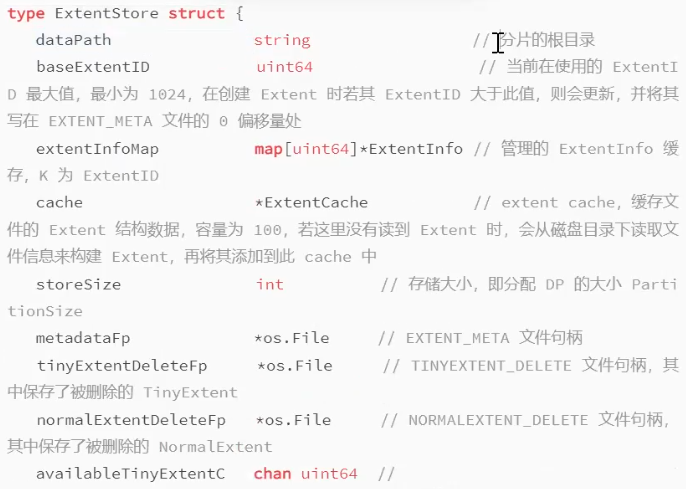 type ExtentStore struct {
dataPath string // 分片的根目录
baseExtentID uint64 // 当前在使用的 ExtentI
D 最大值，最小为 1024，在创建 Extent 时若其 ExtentID 大于此值，则会更新，并将其
写在 EXTENT_META 文件的 0 偏移量处
extentInfoMap map[uint64]*ExtentInfo // 管理的 ExtentInfo 缓
存，K 为 ExtentID
cache *ExtentCache // extent cache，缓存文
件的 Extent 结构数据，容量为 100，若这里没有读到 Extent 时，会从磁盘目录下读取文
件信息来构建 Extent，再将其添加到此 cache 中
storeSize int // 存储大小，即分配 DP 的大小 Parti
tionSize
metadataFp *os.File // EXTENT_META 文件句柄
tinyExtentDeleteFp *os.File // TINYEXTENT_DELETE 文件句柄，其
中保存了被删除的 TinyExtent
normalExtentDeleteFp *os.File // NORMALEXTENT_DELETE 文件句柄，
其中保存了被删除的 NormalExtent
availableTinyExtentC chan uint64 //